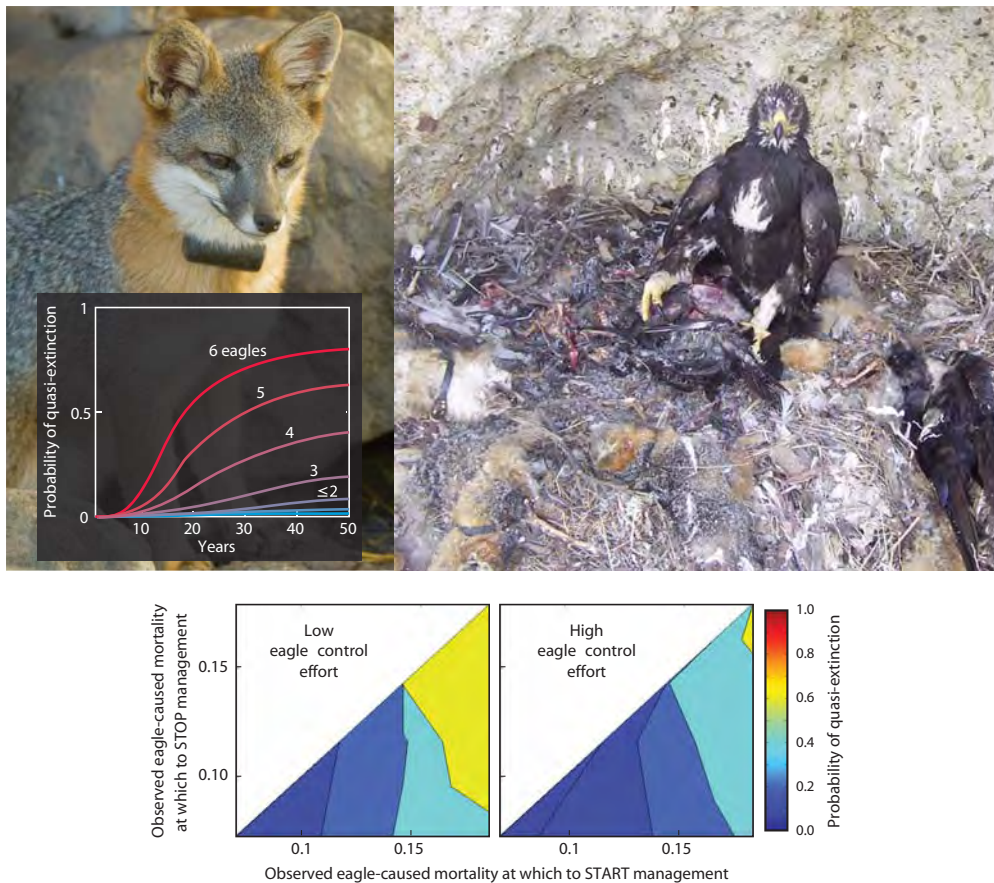 Probability of quasi-extinction
1
0.5
0
6 eagles
5
4
3
≤2
10
20
30
40
50
Years
Observed eagle-caused mortality
at which to STOP management
0.15
0.10
Low
eagle control
effort
High
eagle control
effort
0.1
0.15
0.1
0.15
0.15
Observed eagle-caused mortality at which to START management
1.0
0.8
0.6
0.4
0.2
0.0
Probability of quasi-extinction